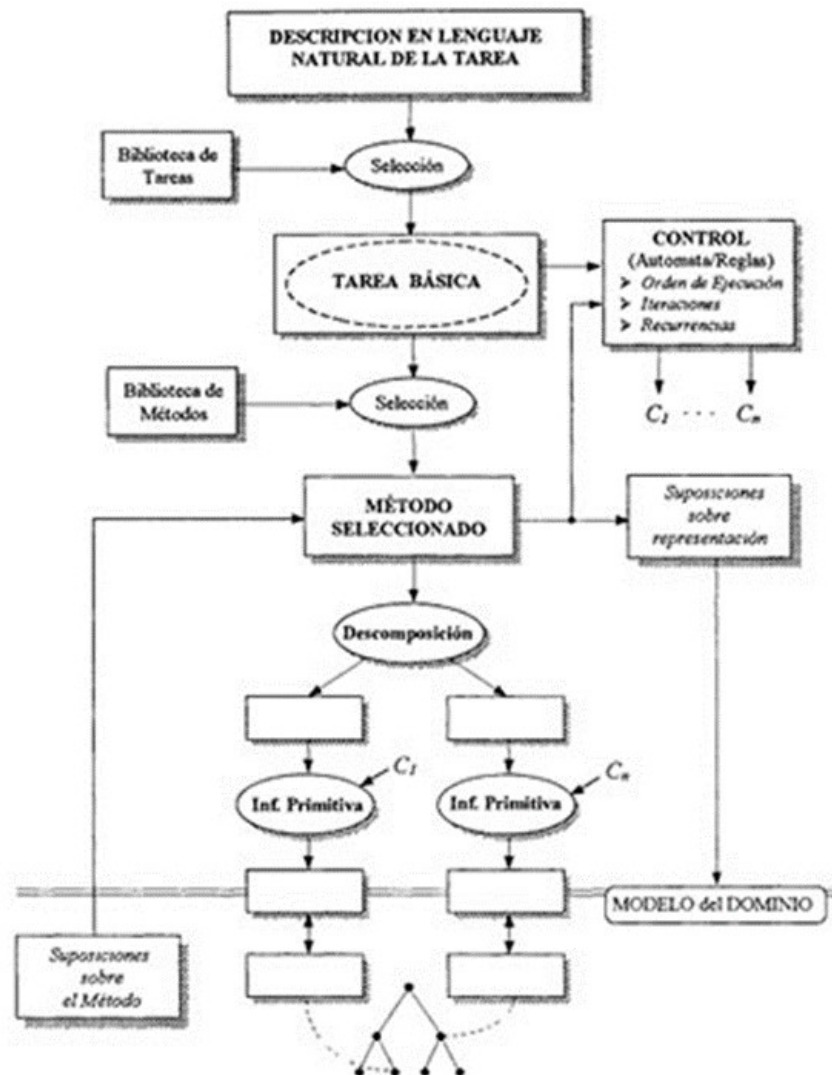 DESCRIPCION EN LENGUAJE
NATURAL DE LA TAREA
Biblioteca de
Tareas
Selección
TAREA BÁSICA
CONTROL
(Automata/Reglas)
➢ Orden de Ejecución
➢ Iteraciones
➢ Recurrencias
Biblioteca de
Métodos
Selección
C1 · · · Cn
MÉTODO
SELECCIONADO
Suposiciones
sobre
representación
Descomposición
C1
Cn
Inf. Primitiva
Inf. Primitiva
MODELO del DOMINIO
Suposiciones
sobre
el Método